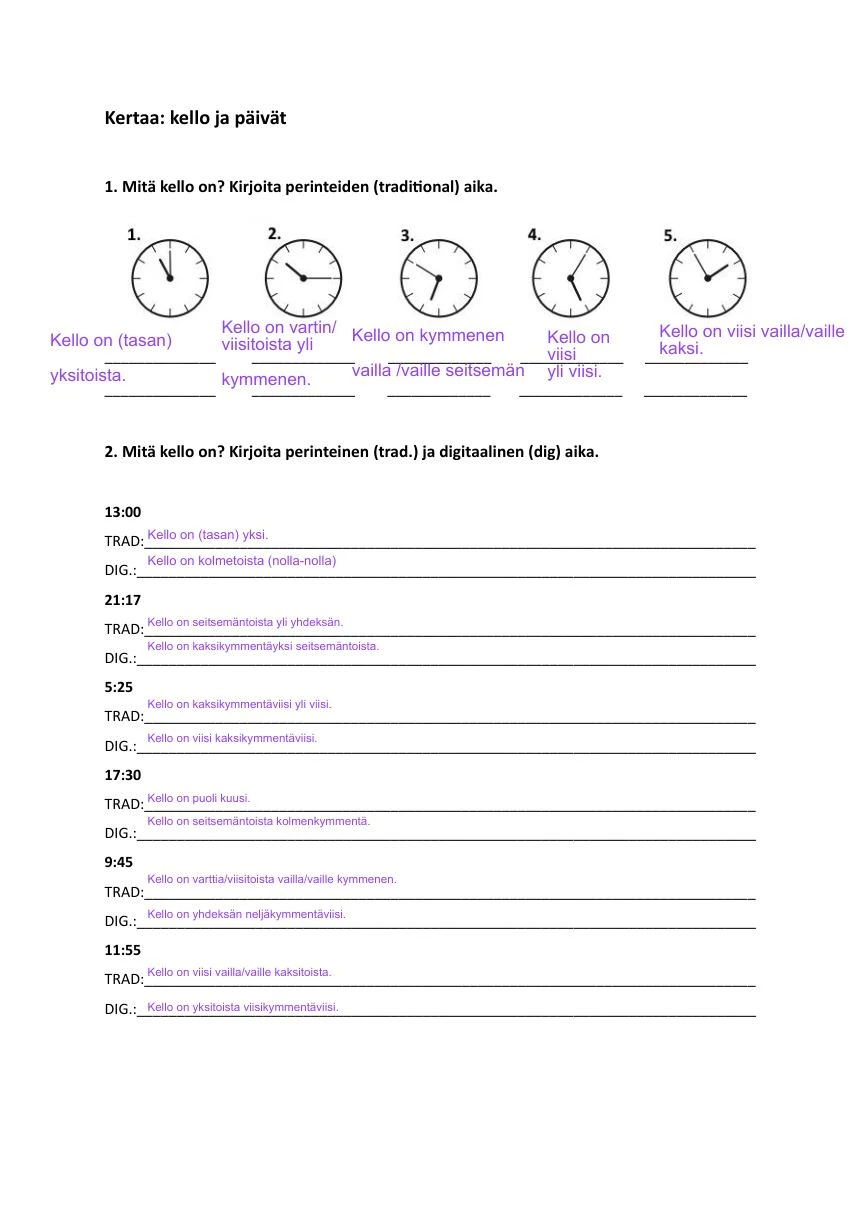 Kertaa: kello ja päivät
1. Mitä kello on? Kirjoita perinteiden (traditional) aika.
1. 2. 3. 4. 5.
Kello on (tasan)
yksitoista.
Kello on vartin/
viisitoista yli
kymmenen.
Kello on kymmenen
vailla /vaille seitsemän
Kello on
viisi
yli viisi.
Kello on viisi vailla/vaille
kaksi.
2. Mitä kello on? Kirjoita perinteinen (trad.) ja digitaalinen (dig) aika.
13:00
TRAD: Kello on (tasan) yksi.
DIG.: Kello on kolmetoista (nolla-nolla)
21:17
TRAD: Kello on seitsemäntoista yli yhdeksän.
DIG.: Kello on kaksikymmentäyksi seitsemäntoista.
5:25
TRAD: Kello on kaksikymmentäviisi yli viisi.
DIG.: Kello on viisi kaksikymmentäviisi.
17:30
TRAD: Kello on puoli kuusi.
DIG.: Kello on seitsemäntoista kolmenkymmentä.
9:45
TRAD: Kello on varttia/viisitoista vailla/vaille kymmenen.
DIG.: Kello on yhdeksän neljäkymmentäviisi.
11:55
TRAD: Kello on viisi vailla/vaille kaksitoista.
DIG.: Kello on yksitoista viisikymmentäviisi.